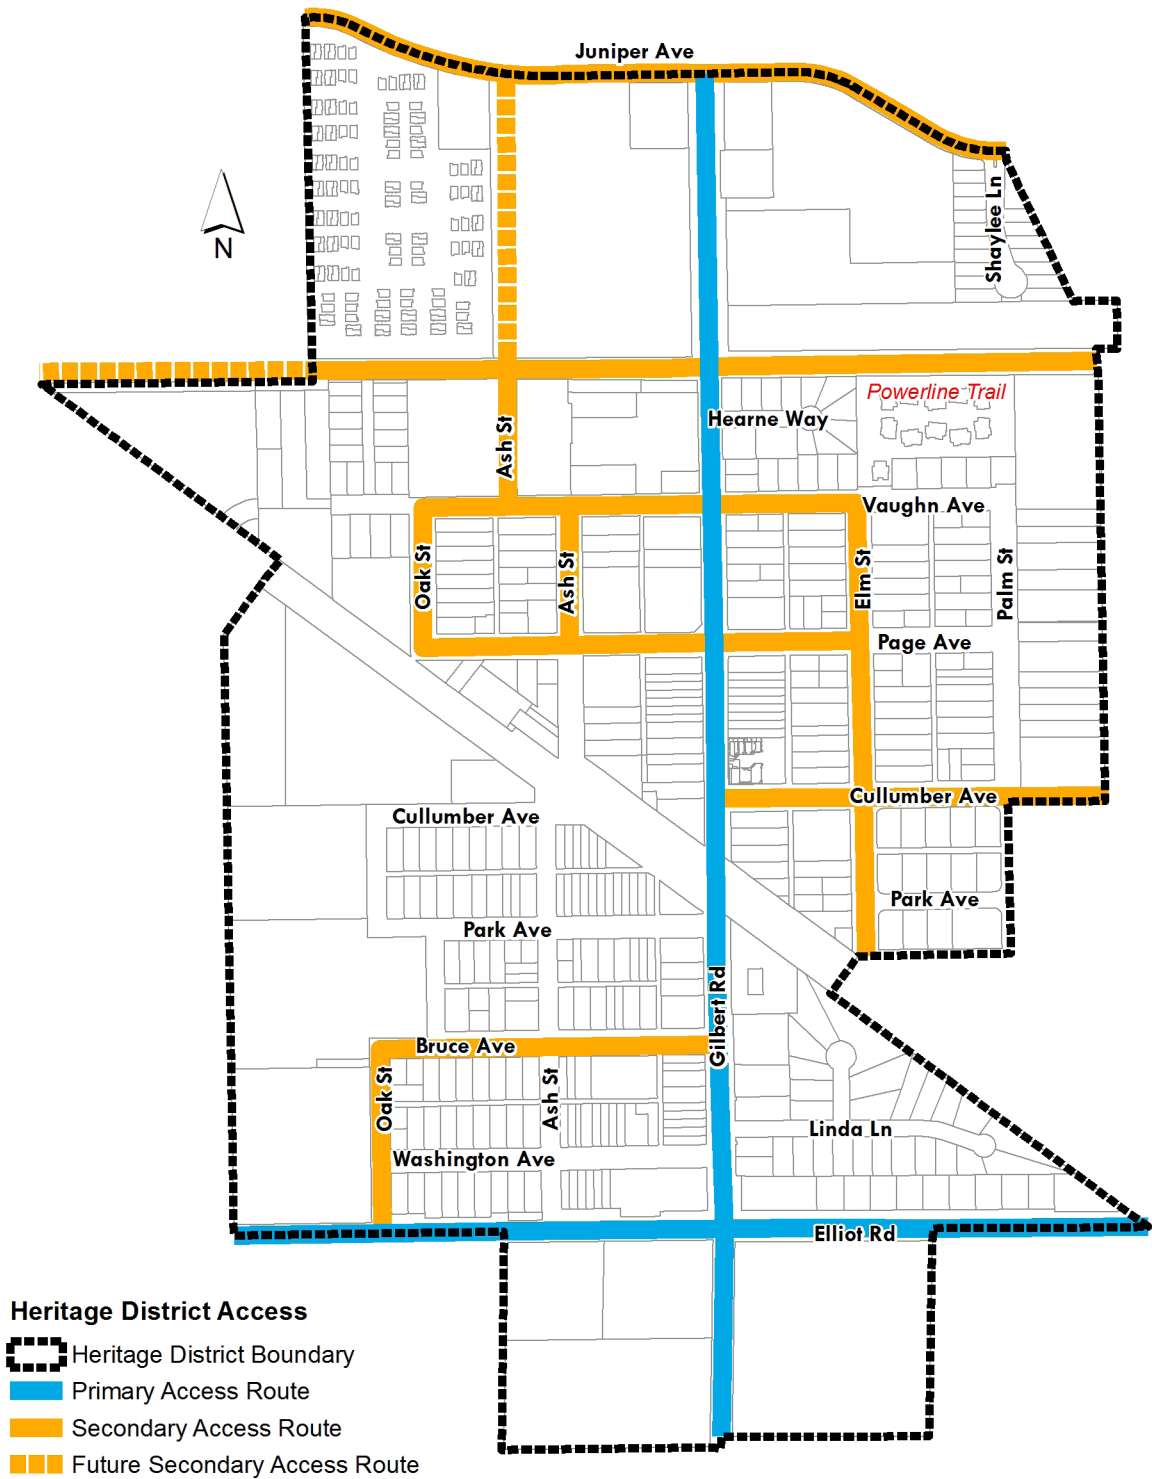 Juniper Ave
Shaylee Ln
N
Powerline Trail
Hearne Way
Ash St
Vaughn Ave
Oak St
Ash St
Elm St
Palm St
Page Ave
Cullumber Ave
Cullumber Ave
Park Ave
Park Ave
Gilbert Rd
Bruce Ave
Oak St
Ash St
Linda Ln
Washington Ave
Elliot Rd
Heritage District Access
Heritage District Boundary
Primary Access Route
Secondary Access Route
Future Secondary Access Route